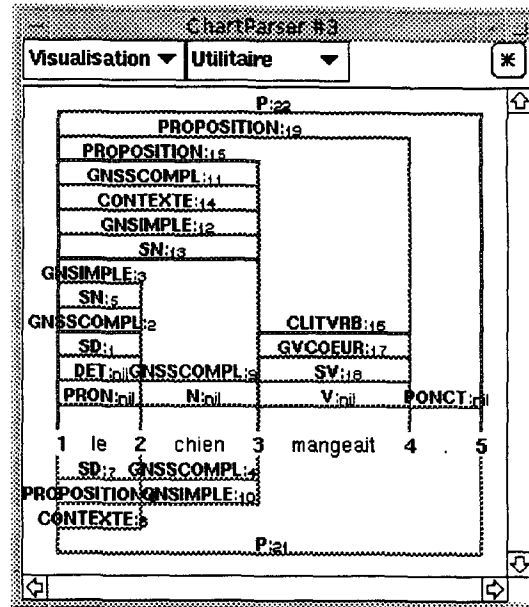 ChartParser #3
Visualisation Utilitaire
P:22
PROPOSITION:19
PROPOSITION:15
GNSSCOMPL:11
CONTEXTE:14
GNSIMPLE:12
SN:13
GNSIMPLE:3
SN:5
GNSSCOMPL:2 CLITVRB:16
SD:1 GVCOEUR:17
DET:nil GNSSCOMPL:9 SV:18
PRON:nil N:nil V:nil PONCT:nil
1 le 2 chien 3 mangeait 4 . 5
SD:7 GNSSCOMPL:4
PROPOSITION GNSIMPLE:10
CONTEXTE:8
P:21